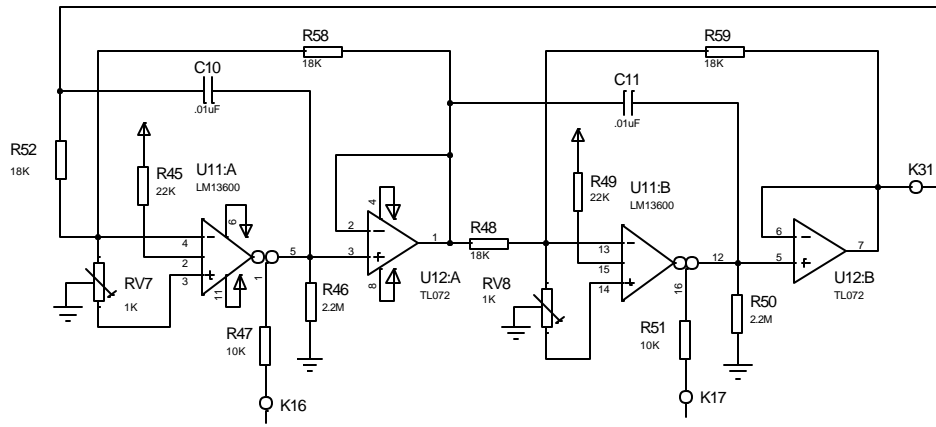 R58
18K
R59
18K
C10
.01uF
C11
.01uF
R52
18K
R45
22K
U11:A
LM13600
R49
22K
U11:B
LM13600
K31
6
4
4
2
3
5
1
11
2
3
1
8
R48
18K
13
15
14
12
16
6
5
7
RV7
1K
R47
10K
R46
2.2M
U12:A
TL072
RV8
1K
R51
10K
R50
2.2M
U12:B
TL072
K16
K17